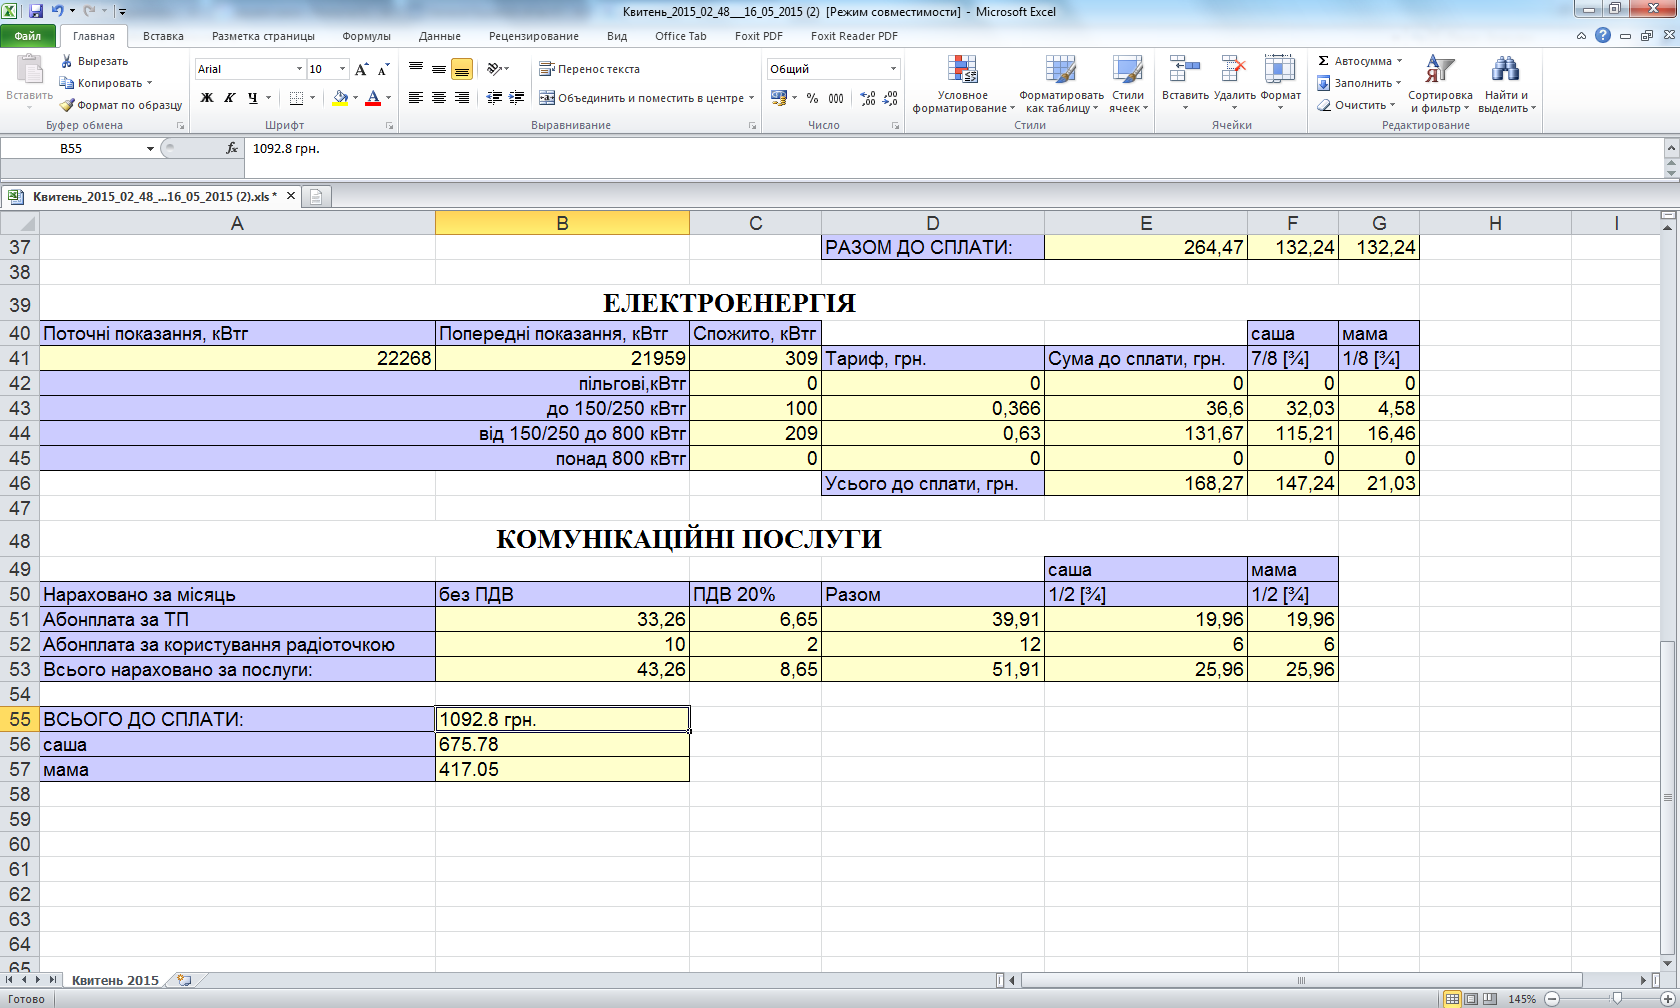 Квитень_2015_02_48___16_05_2015 (2)  [Режим совместимости]  -  Microsoft Excel
Файл Главная Вставка Разметка страницы Формулы Данные Рецензирование Вид Office Tab Foxit PDF Foxit Reader PDF
Вставить
Вырезать
Копировать
Формат по образцу
Буфер обмена
Arial 10
Ж К Ч
Шрифт
Перенос текста
Объединить и поместить в центре
Выравнивание
Общий
% 000
Число
Условное форматирование
Форматировать как таблицу
Стили ячеек
Стили
Вставить Удалить Формат
Ячейки
Σ Автосумма
Заполнить
Очистить
Сортировка и фильтр
Найти и выделить
Редактирование
B55 fx 1092.8 грн.
Квитень_2015_02_48_...16_05_2015 (2).xls *
A B C D E F G H I
37 РАЗОМ ДО СПЛАТИ: 264,47 132,24 132,24
38
39 ЕЛЕКТРОЕНЕРГІЯ
40 Поточні показання, кВтг Попередні показання, кВтг Спожито, кВтг саша мама
41 22268 21959 309 Тариф, грн. Сума до сплати, грн. 7/8 [¾] 1/8 [¾]
42 пільгові,кВтг 0 0 0 0 0
43 до 150/250 кВтг 100 0,366 36,6 32,03 4,58
44 від 150/250 до 800 кВтг 209 0,63 131,67 115,21 16,46
45 понад 800 кВтг 0 0 0 0 0
46 Усього до сплати, грн. 168,27 147,24 21,03
47
48 КОМУНІКАЦІЙНІ ПОСЛУГИ
49 саша мама
50 Нараховано за місяць без ПДВ ПДВ 20% Разом 1/2 [¾] 1/2 [¾]
51 Абонплата за ТП 33,26 6,65 39,91 19,96 19,96
52 Абонплата за користування радіоточкою 10 2 12 6 6
53 Всього нараховано за послуги: 43,26 8,65 51,91 25,96 25,96
54
55 ВСЬОГО ДО СПЛАТИ: 1092.8 грн.
56 саша 675.78
57 мама 417.05
58
59
60
61
62
63
64
65
Квитень 2015
Готово 145%